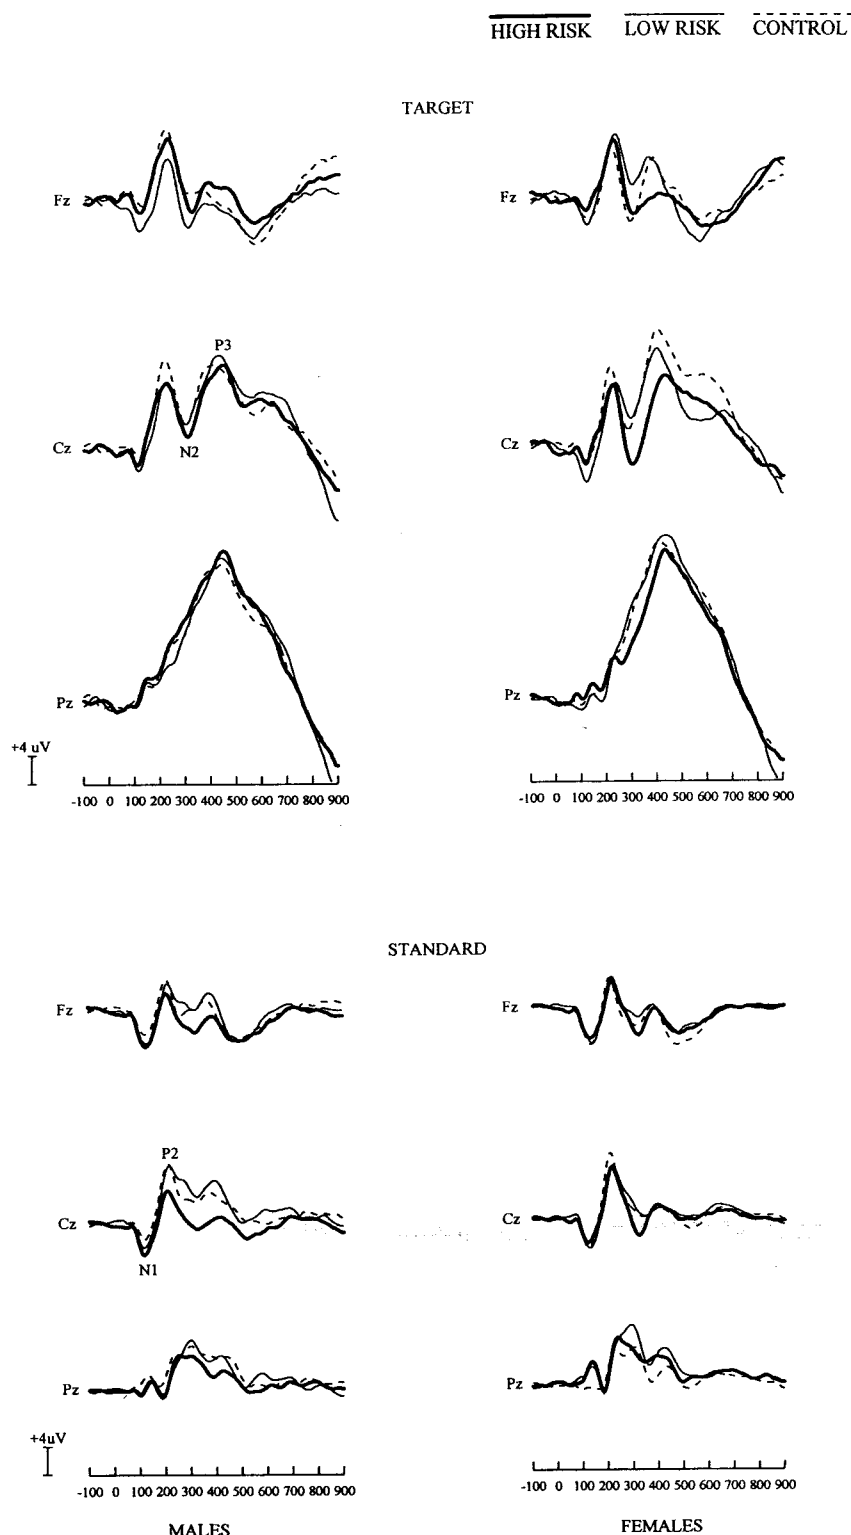 HIGH RISK LOW RISK CONTROL
TARGET
Fz Fz
P3
Cz Cz
N2
Pz Pz
+4 uV
-100 0 100 200 300 400 500 600 700 800 900 -100 0 100 200 300 400 500 600 700 800 900
STANDARD
Fz Fz
P2
Cz Cz
N1
Pz Pz
+4uV
-100 0 100 200 300 400 500 600 700 800 900 -100 0 100 200 300 400 500 600 700 800 900
MALES FEMALES